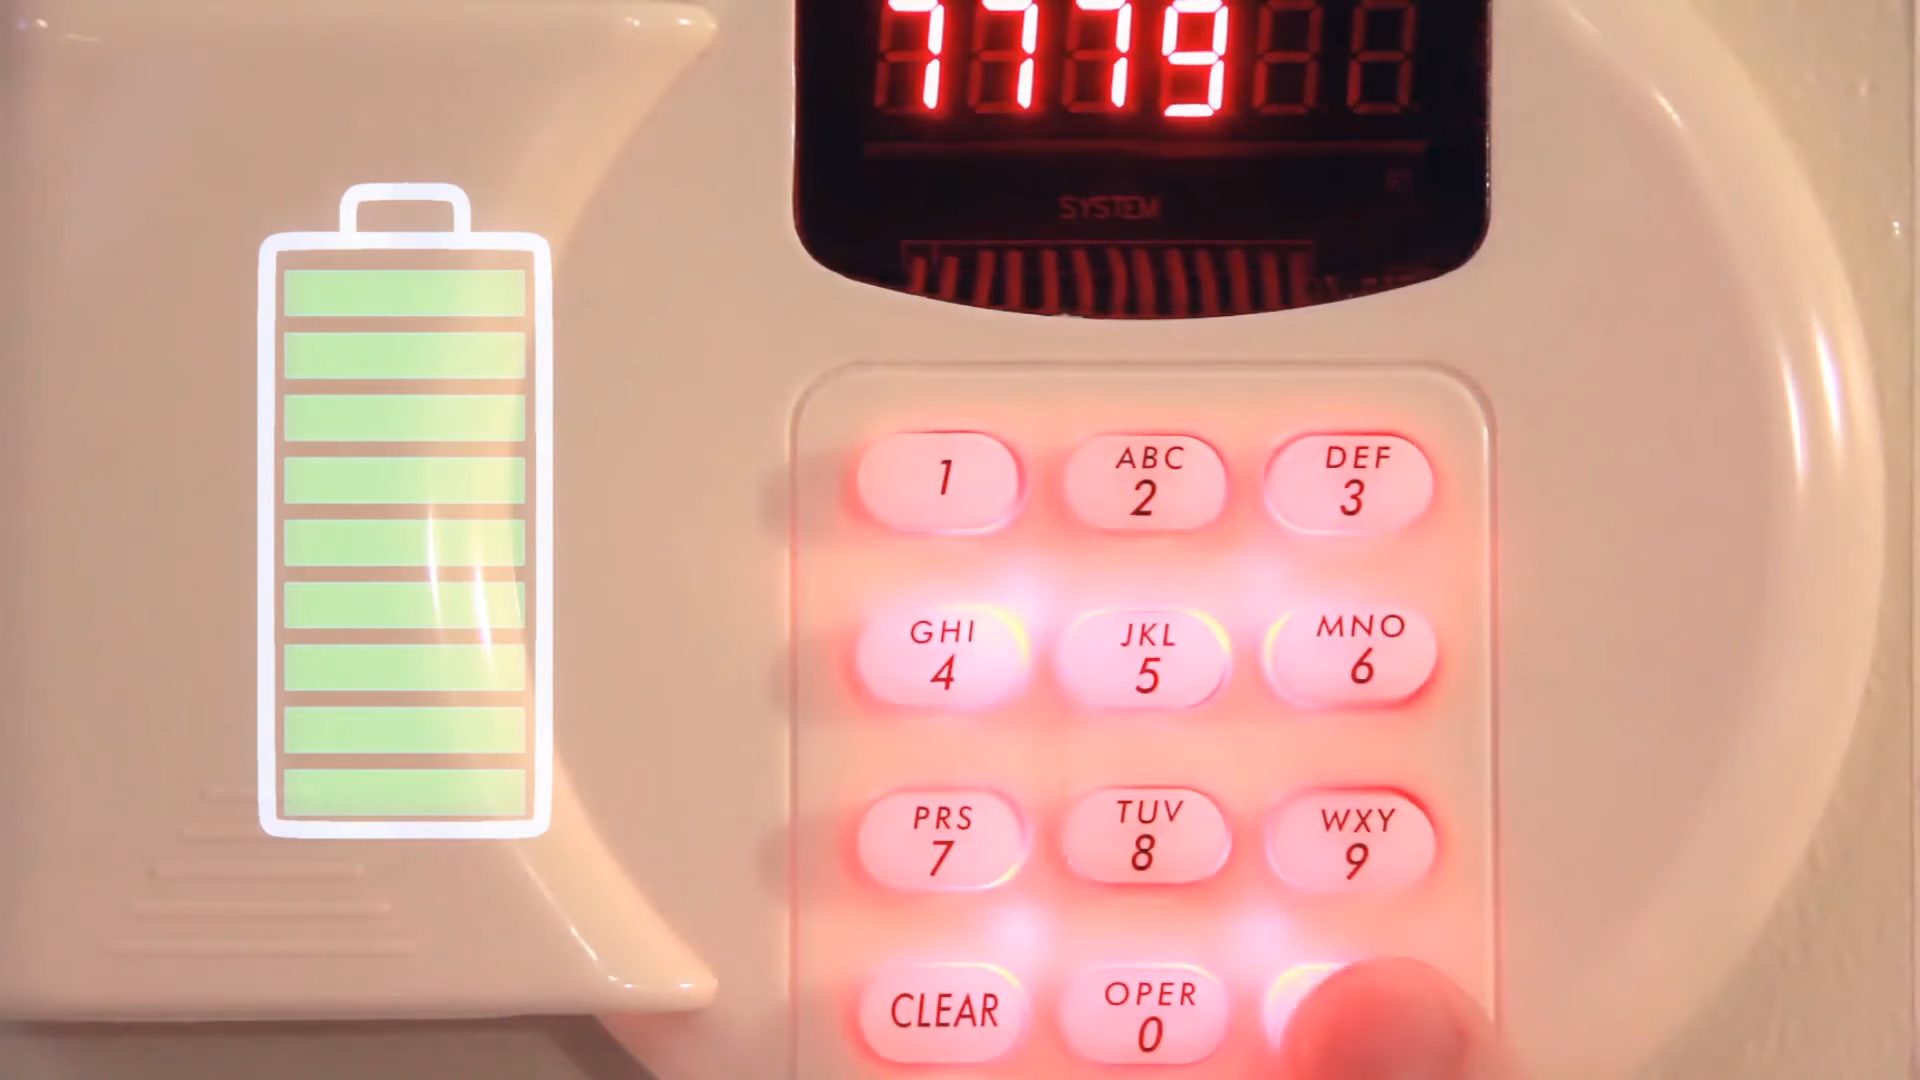 7779
SYSTEM
1
ABC
2
DEF
3
GHI
4
JKL
5
MNO
6
PRS
7
TUV
8
WXY
9
CLEAR
OPER
0